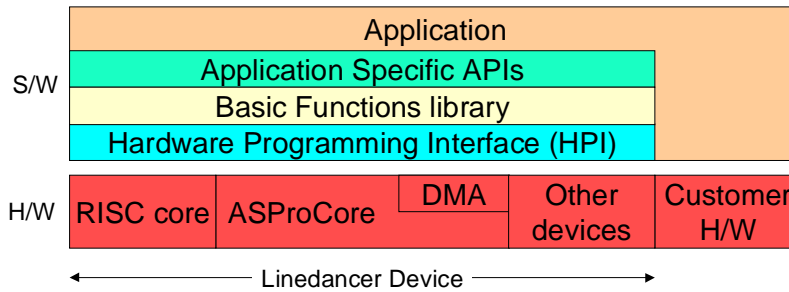 Application
S/W
Application Specific APIs
Basic Functions library
Hardware Programming Interface (HPI)
H/W
RISC core
ASProCore
DMA
Other
devices
Customer
H/W
Linedancer Device